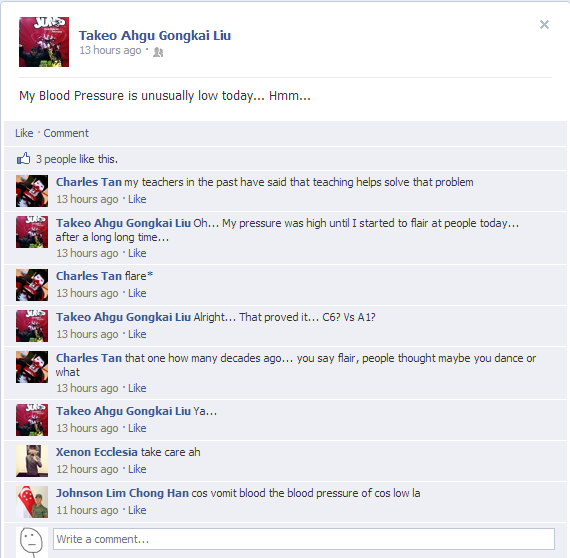 Takeo Ahgu Gongkai Liu
13 hours ago ·
My Blood Pressure is unusually low today... Hmm...
Like · Comment
3 people like this.
Charles Tan my teachers in the past have said that teaching helps solve that problem
13 hours ago · Like
Takeo Ahgu Gongkai Liu Oh... My pressure was high until I started to flair at people today...
after a long long time...
13 hours ago · Like
Charles Tan flare*
13 hours ago · Like
Takeo Ahgu Gongkai Liu Alright... That proved it... C6? Vs A1?
13 hours ago · Like
Charles Tan that one how many decades ago... you say flair, people thought maybe you dance or
what
13 hours ago · Like
Takeo Ahgu Gongkai Liu Ya...
13 hours ago · Like
Xenon Ecclesia take care ah
12 hours ago · Like
Johnson Lim Chong Han cos vomit blood the blood pressure of cos low la
11 hours ago · Like
Write a comment...